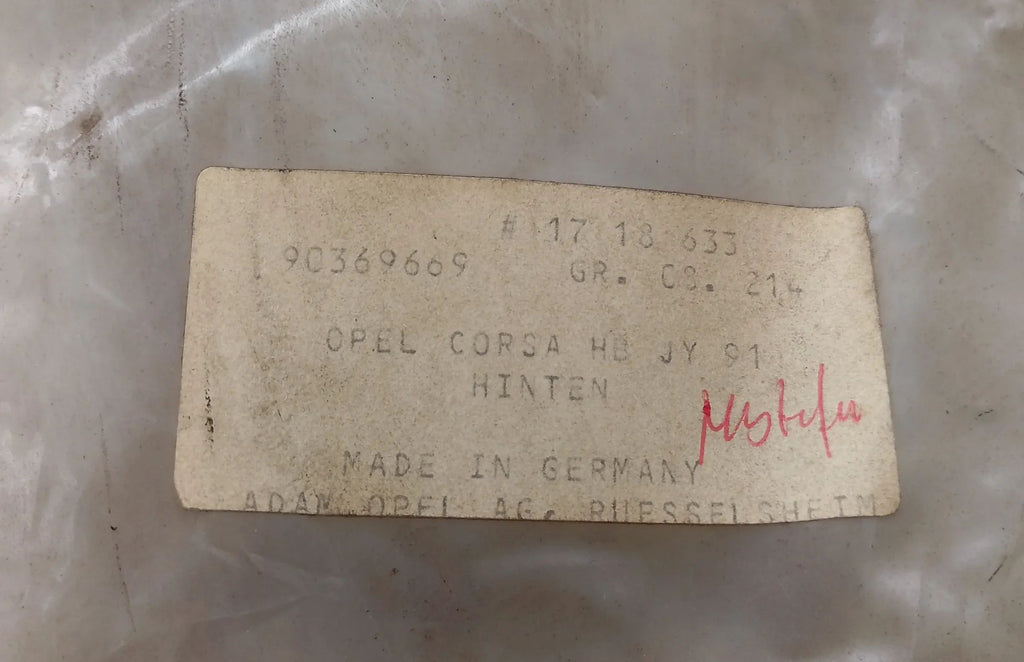 # 17 18 633
90369669 GR. C8. 214
OPEL CORSA HB JY 91
HINTEN
MADE IN GERMANY
ADAM OPEL AG, RUESSELSHEIM